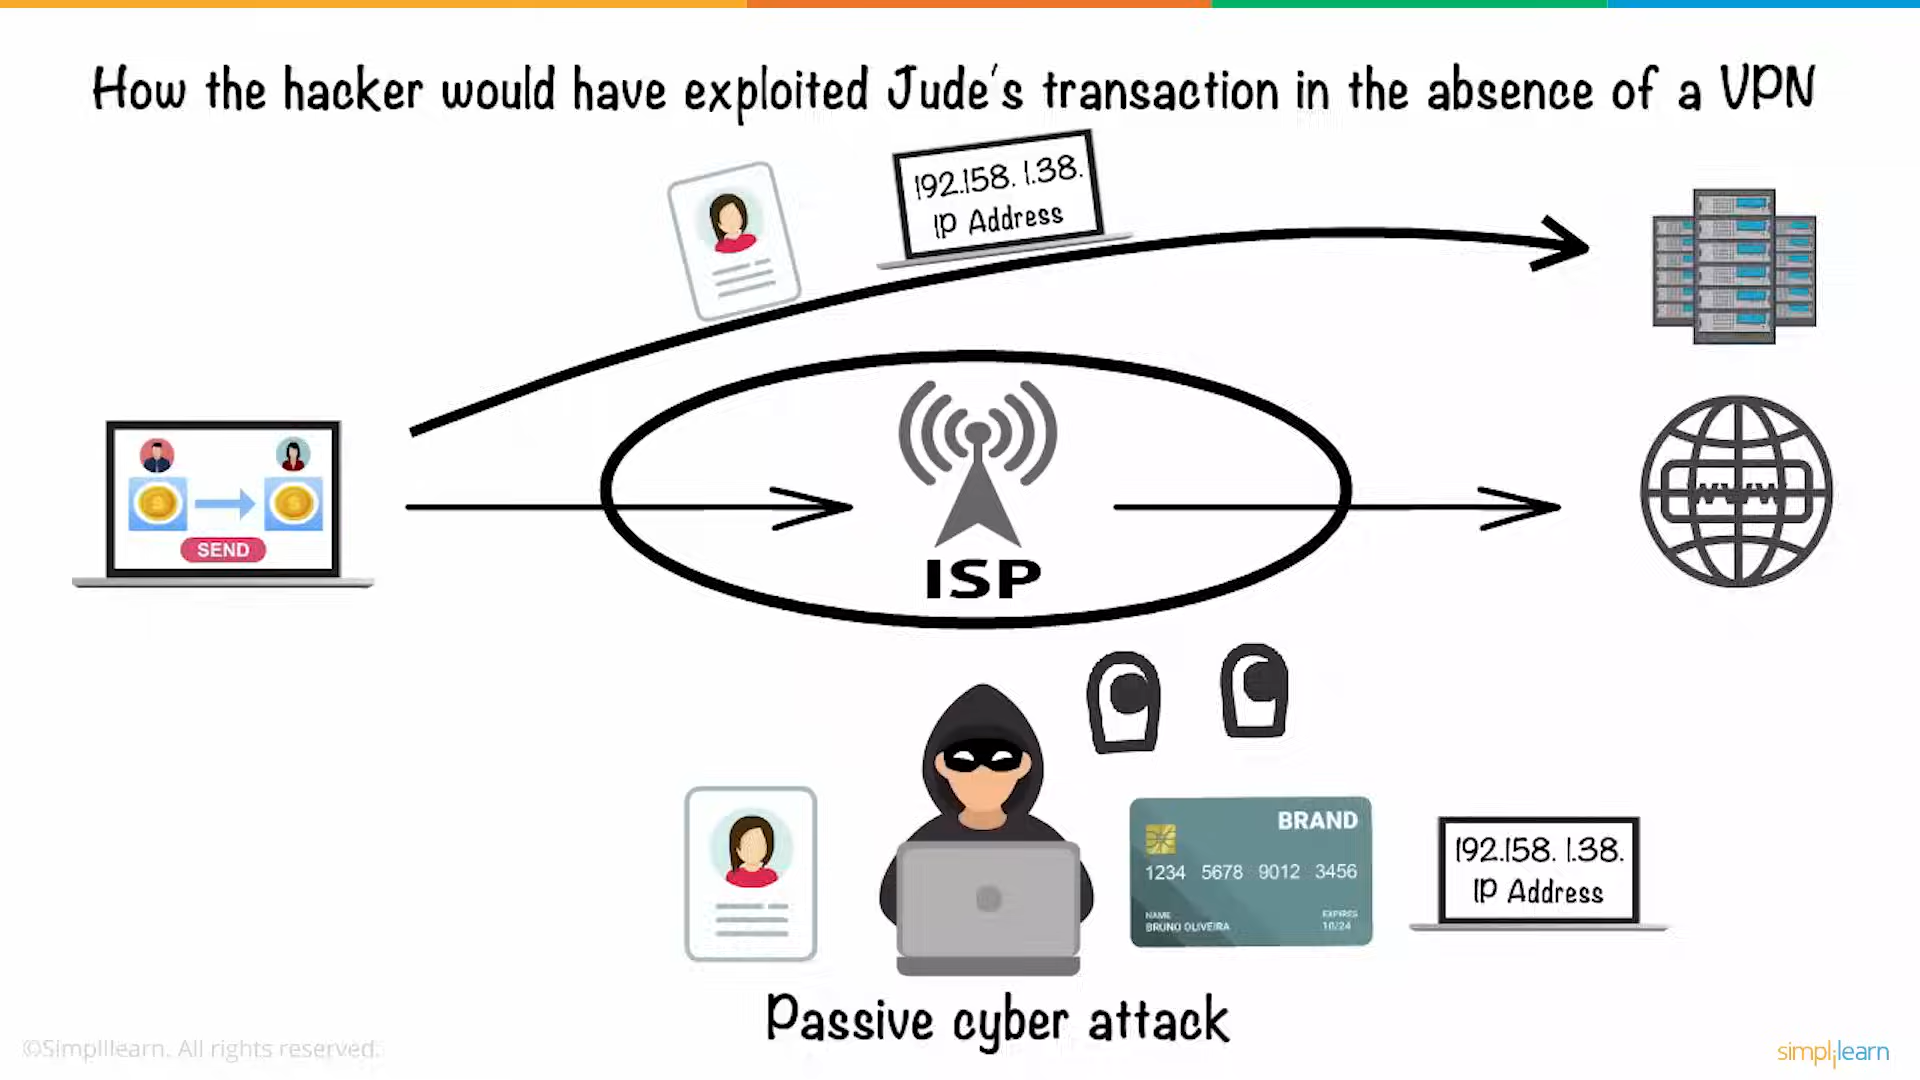 How the hacker would have exploited Jude's transaction in the absence of a VPN
192.158. 1.38.
IP Address
SEND
ISP
WWW
BRAND
1234 5678 9012 3456
NAME
BRUNO OLIVEIRA
EXPIRES
10/24
192.158. 1.38.
IP Address
Passive cyber attack
©Simplilearn. All rights reserved.
simplilearn